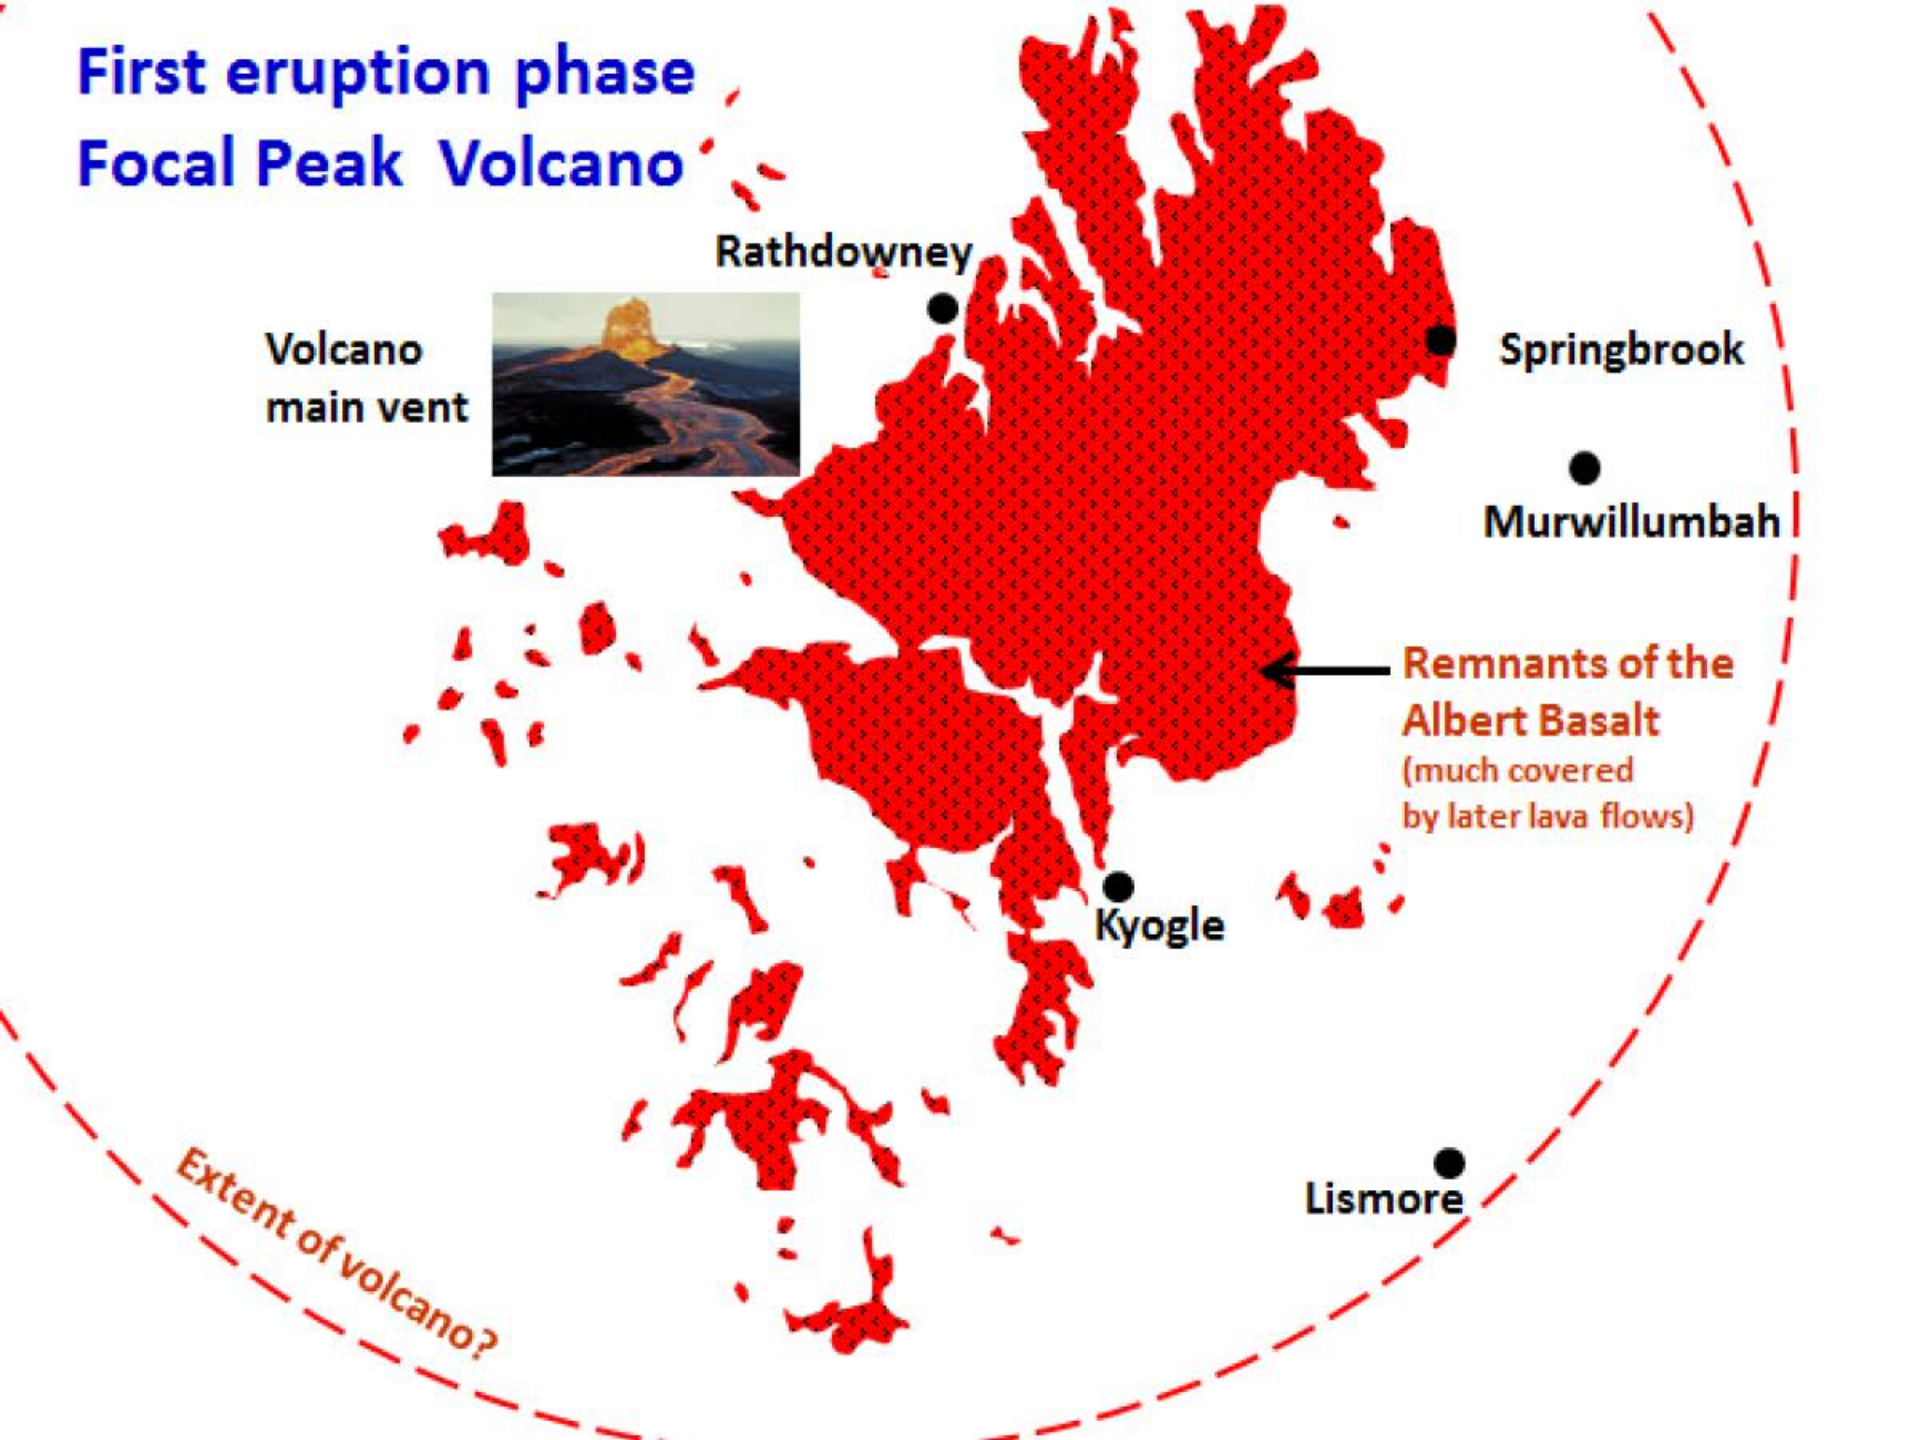 First eruption phase
Focal Peak Volcano
Rathdowney
Volcano
main vent
Springbrook
Murwillumbah
Remnants of the
Albert Basalt
(much covered
by later lava flows)
Kyogle
Lismore
Extent of volcano?